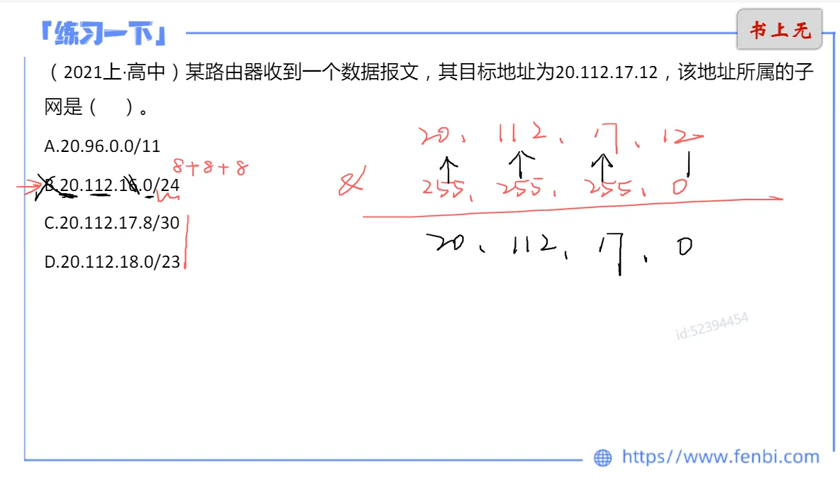 「练习一下」
书上无
（2021上·高中）某路由器收到一个数据报文，其目标地址为20.112.17.12，该地址所属的子
网是（ ）。
A.20.96.0.0/11
B.20.112.16.0/24
C.20.112.17.8/30
D.20.112.18.0/23
8+8+8
20、112、17、12
& 255、255、255、0
20、112、17、0
id:52394454
https//www.fenbi.com